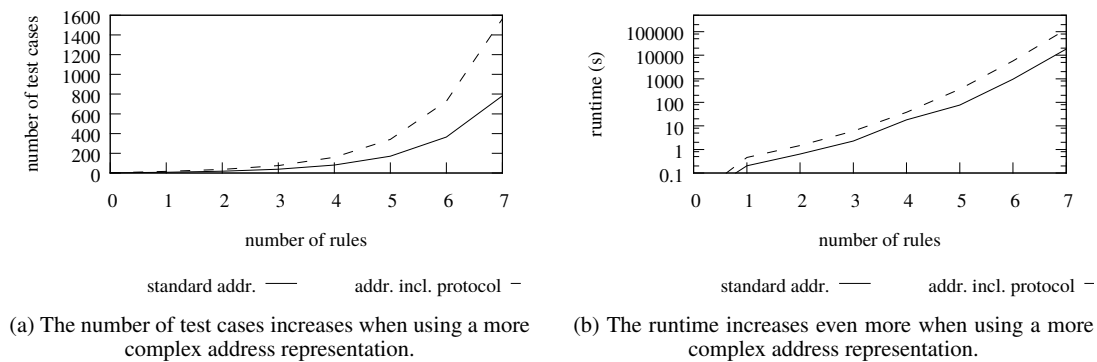 1600
1400
1200
1000
800
600
400
200
0
number of test cases
0 1 2 3 4 5 6 7
number of rules
standard addr.
addr. incl. protocol
(a) The number of test cases increases when using a more
complex address representation.
100000
10000
1000
100
10
1
0.1
runtime (s)
0 1 2 3 4 5 6 7
number of rules
standard addr.
addr. incl. protocol
(b) The runtime increases even more when using a more
complex address representation.